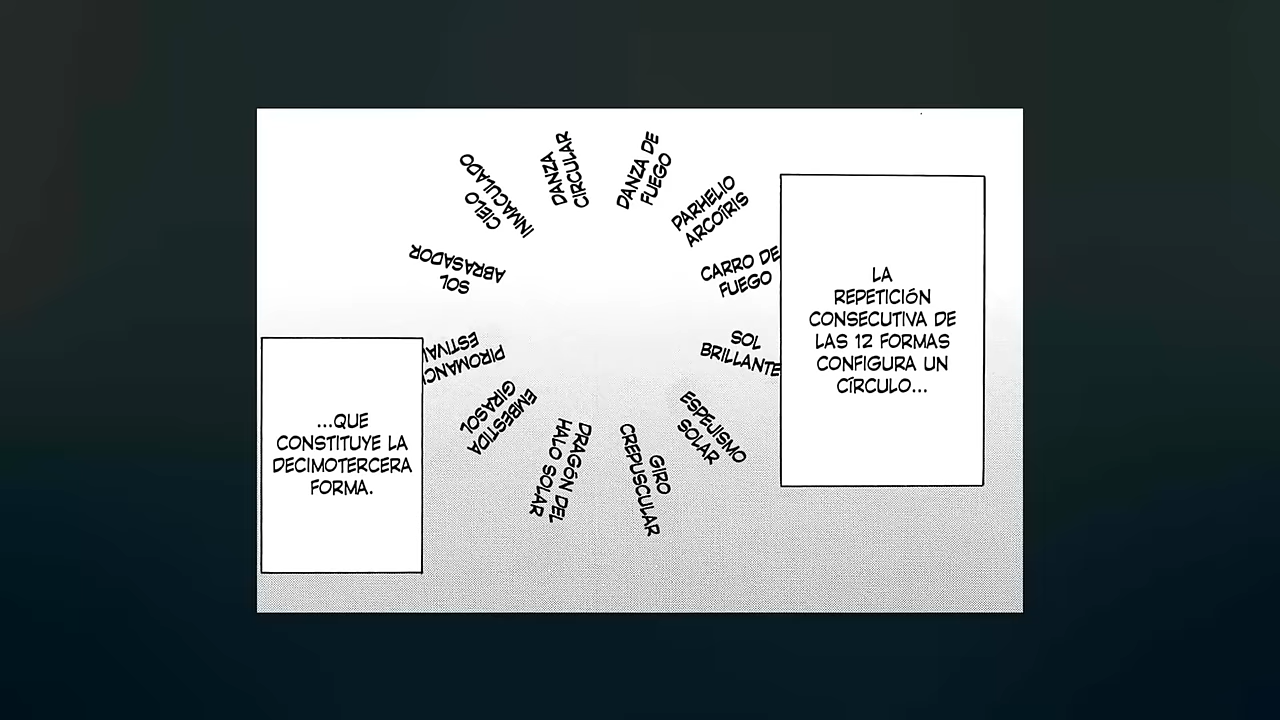 LA
REPETICIÓN
CONSECUTIVA DE
LAS 12 FORMAS
CONFIGURA UN
CÍRCULO...
DANZA
CIRCULAR
DANZA DE
FUEGO
PARHELIO
ARCOÍRIS
CARRO DE
FUEGO
SOL
BRILLANTE
ESPEJISMO
SOLAR
GIRO
CREPUSCULAR
DRAGÓN DEL
HALO SOLAR
EMBESTIDA
GIRASOL
SOL
ABRASADOR
CIELO
INMACULADO
...QUE
CONSTITUYE LA
DECIMOTERCERA
FORMA.